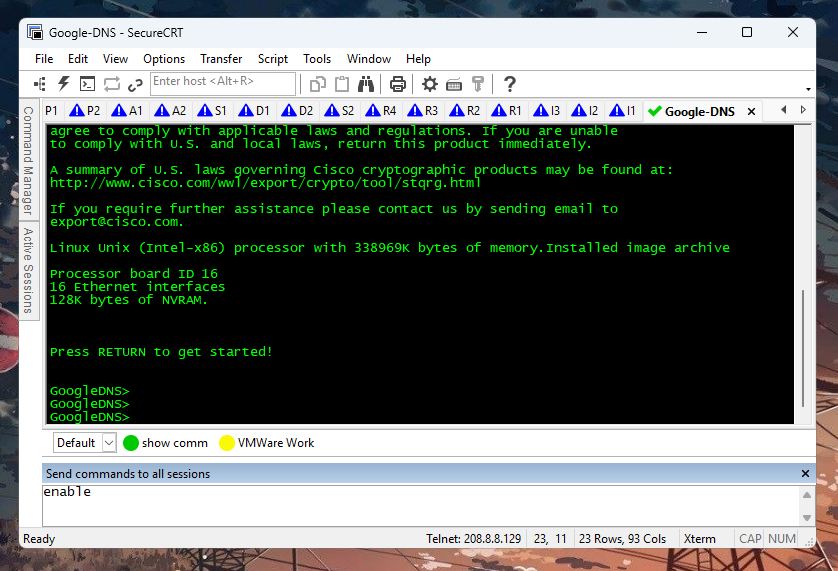 Google-DNS - SecureCRT
File Edit View Options Transfer Script Tools Window Help
Enter host <Alt+R>
P1 P2 A1 A2 S1 D1 D2 S2 R4 R3 R2 R1 I3 I2 I1 Google-DNS
Command Manager
Active Sessions
agree to comply with applicable laws and regulations. If you are unable
to comply with U.S. and local laws, return this product immediately.
A summary of U.S. laws governing Cisco cryptographic products may be found at:
http://www.cisco.com/wwl/export/crypto/tool/stqrg.html
If you require further assistance please contact us by sending email to
export@cisco.com.
Linux Unix (Intel-x86) processor with 338969K bytes of memory.Installed image archive
Processor board ID 16
16 Ethernet interfaces
128K bytes of NVRAM.
Press RETURN to get started!
GoogleDNS>
GoogleDNS>
GoogleDNS>
Default show comm VMWare Work
Send commands to all sessions
enable
Ready Telnet: 208.8.8.129 23, 11 23 Rows, 93 Cols Xterm CAP NUM